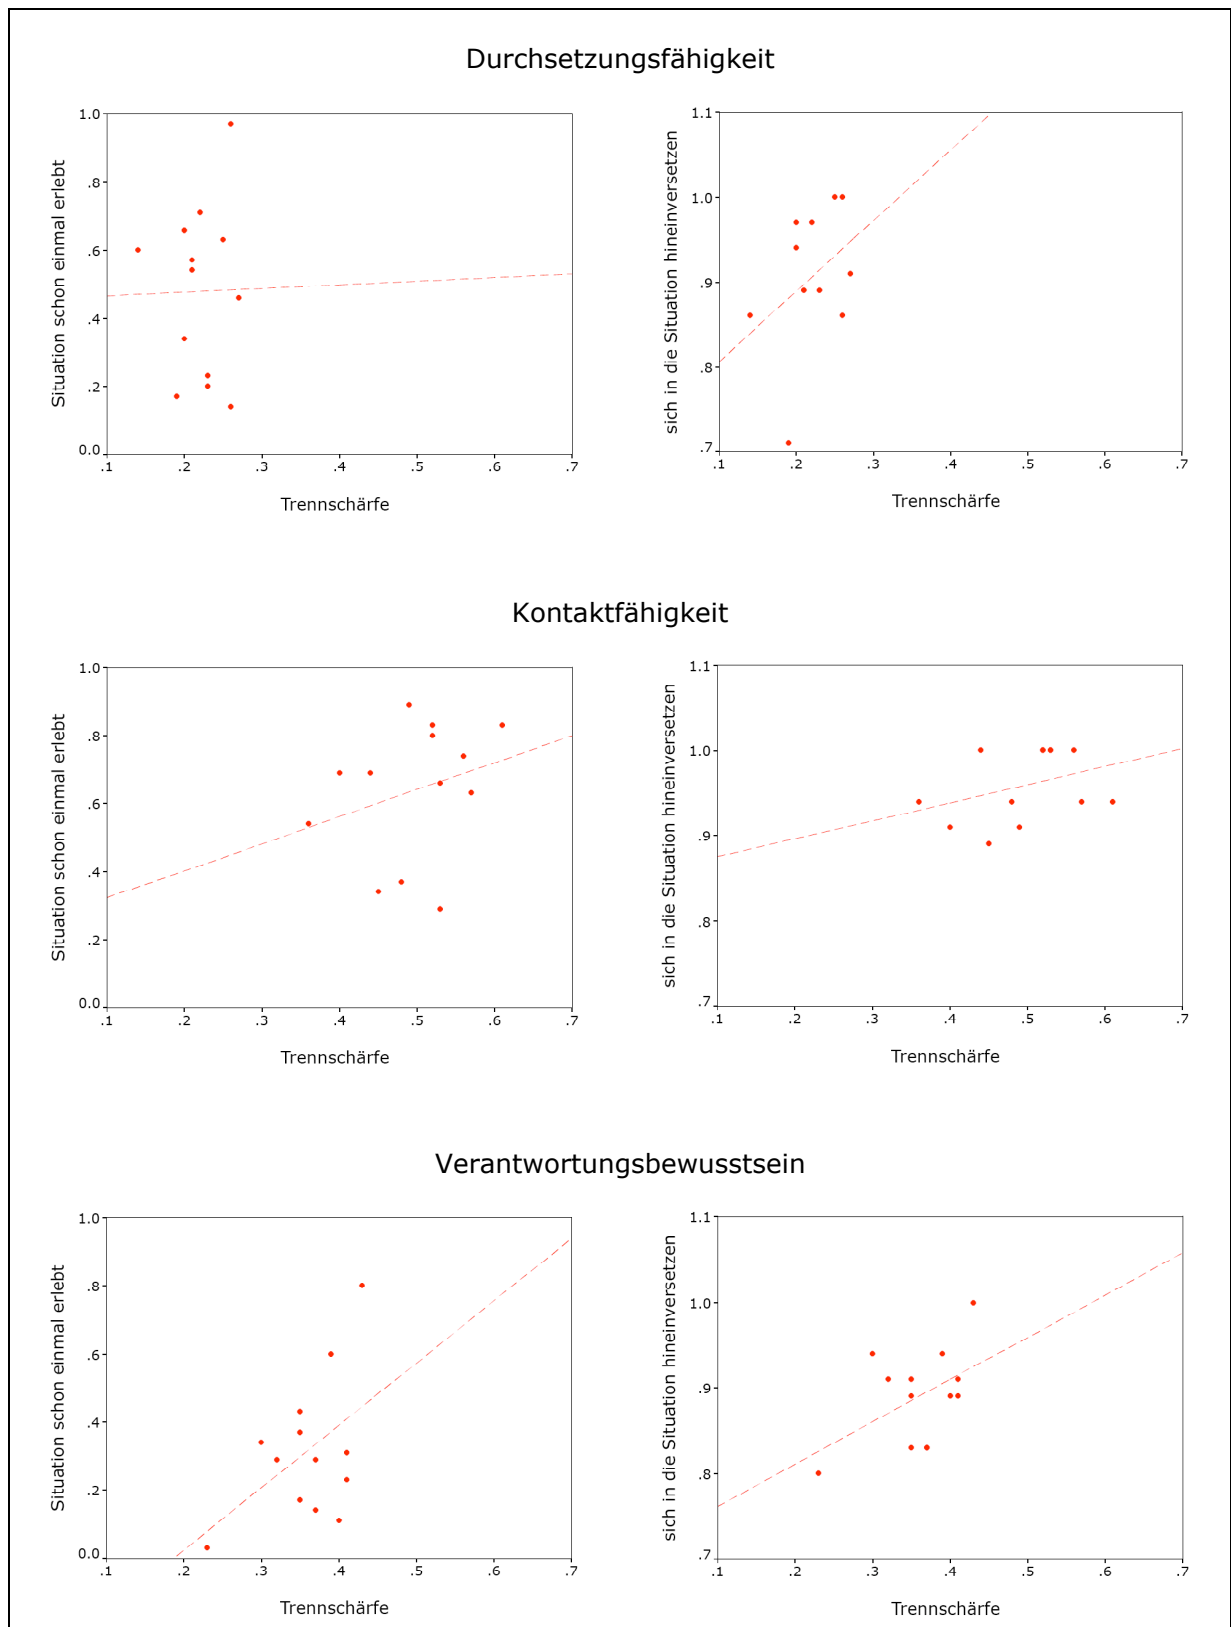 Durchsetzungsfähigkeit
Situation schon einmal erlebt
1.0
.8
.6
.4
.2
0.0
.1 .2 .3 .4 .5 .6 .7
Trennschärfe
sich in die Situation hineinversetzen
1.1
1.0
.9
.8
.7
.1 .2 .3 .4 .5 .6 .7
Trennschärfe
Kontaktfähigkeit
Situation schon einmal erlebt
1.0
.8
.6
.4
.2
0.0
.1 .2 .3 .4 .5 .6 .7
Trennschärfe
sich in die Situation hineinversetzen
1.1
1.0
.9
.8
.7
.1 .2 .3 .4 .5 .6 .7
Trennschärfe
Verantwortungsbewusstsein
Situation schon einmal erlebt
1.0
.8
.6
.4
.2
0.0
.1 .2 .3 .4 .5 .6 .7
Trennschärfe
sich in die Situation hineinversetzen
1.1
1.0
.9
.8
.7
.1 .2 .3 .4 .5 .6 .7
Trennschärfe